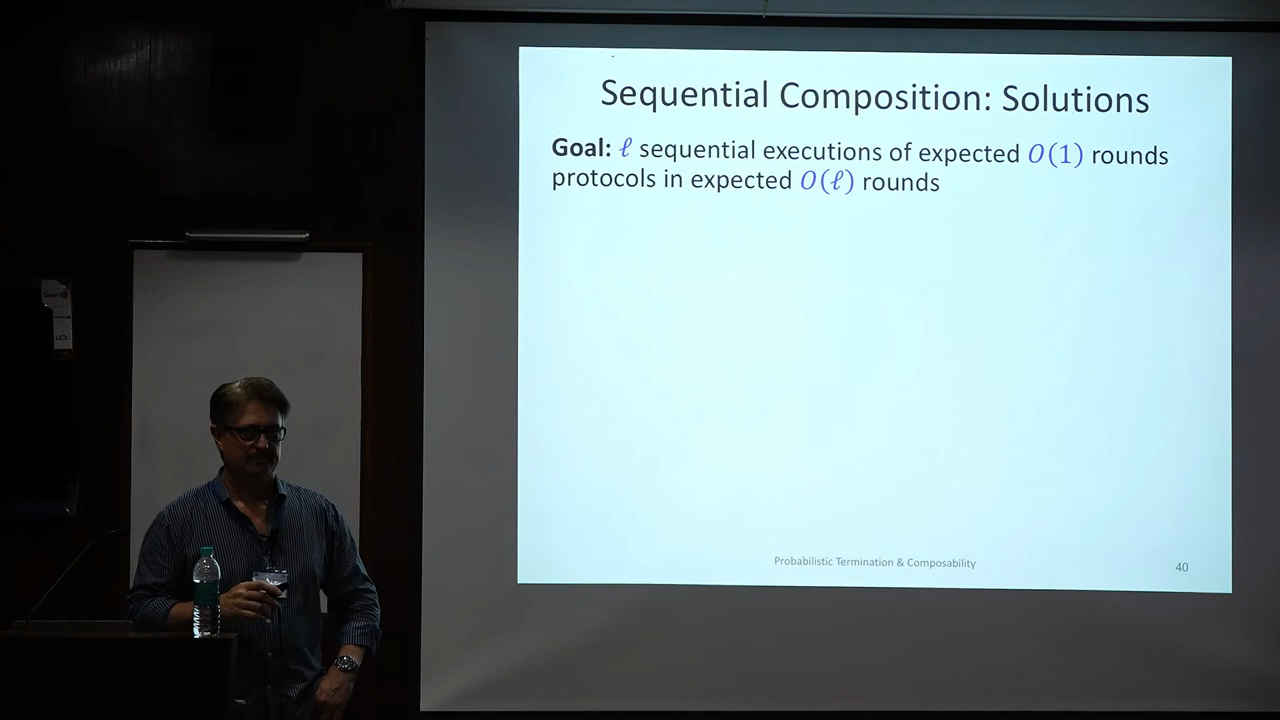 Sequential Composition: Solutions
Goal: ℓ sequential executions of expected O(1) rounds
protocols in expected O(ℓ) rounds
Probabilistic Termination & Composability
40